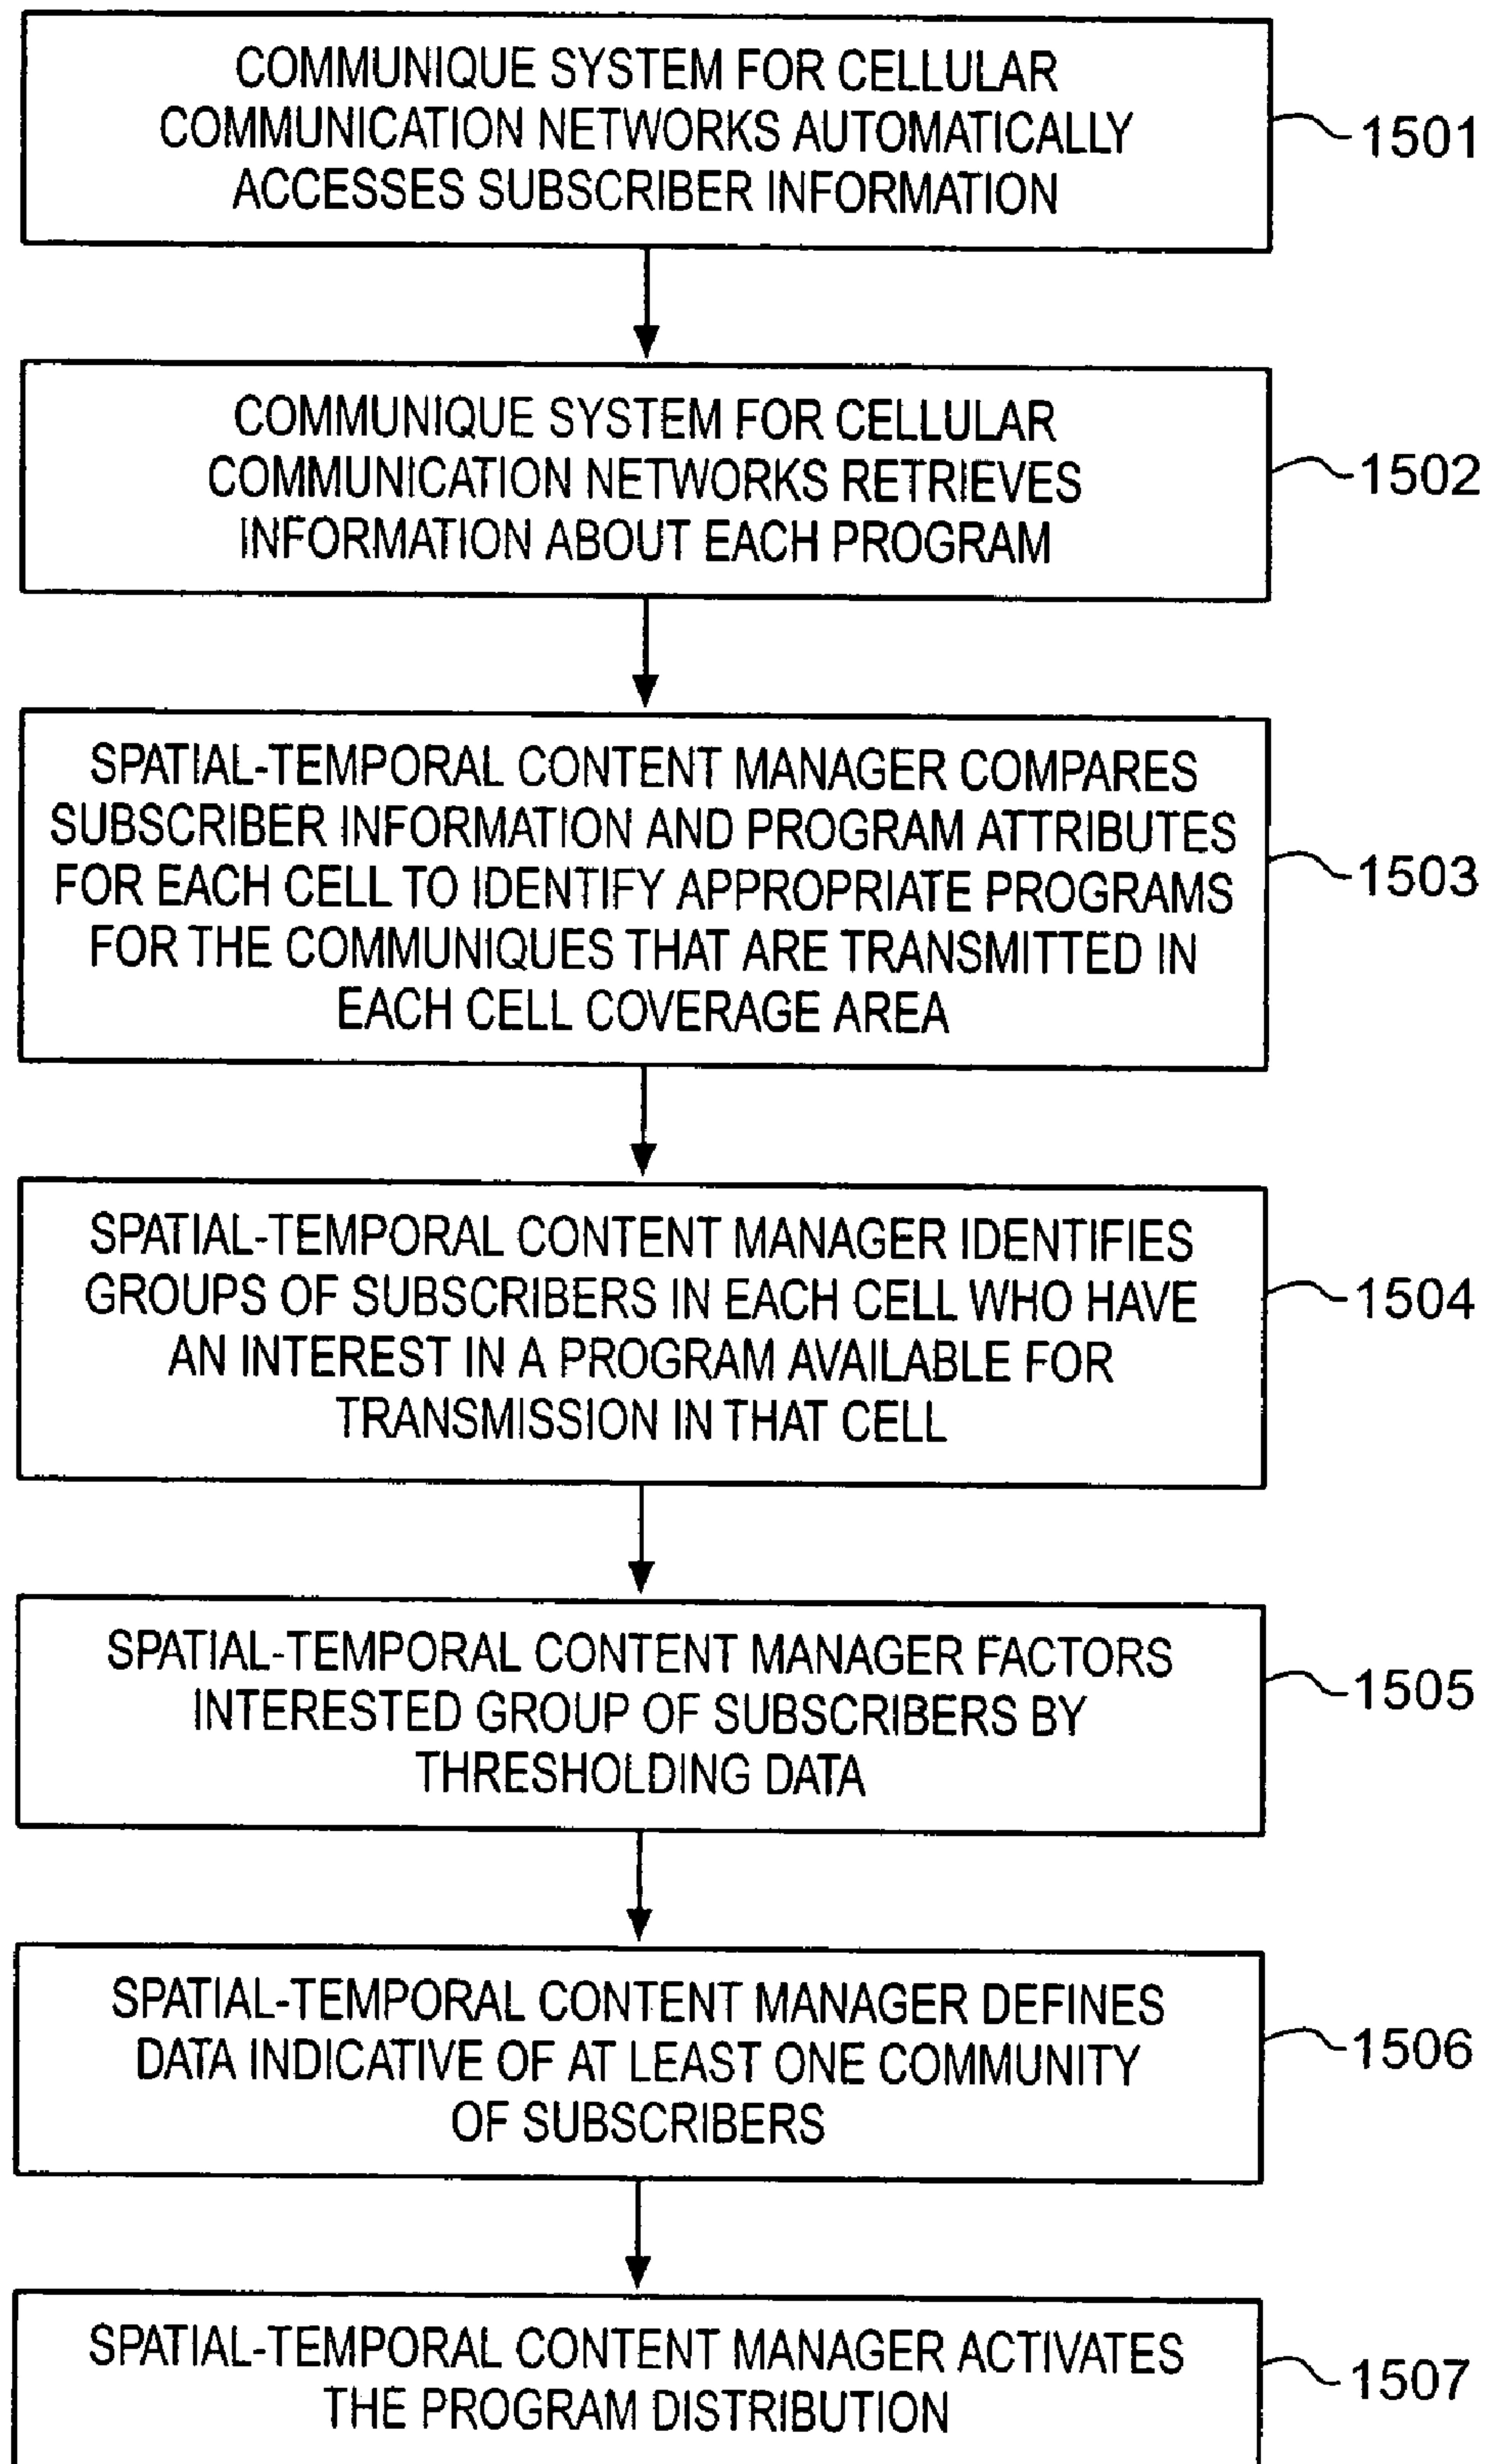 COMMUNIQUE SYSTEM FOR CELLULAR
COMMUNICATION NETWORKS AUTOMATICALLY
ACCESSES SUBSCRIBER INFORMATION
1501
COMMUNIQUE SYSTEM FOR CELLULAR
COMMUNICATION NETWORKS RETRIEVES
INFORMATION ABOUT EACH PROGRAM
1502
SPATIAL-TEMPORAL CONTENT MANAGER COMPARES
SUBSCRIBER INFORMATION AND PROGRAM ATTRIBUTES
FOR EACH CELL TO IDENTIFY APPROPRIATE PROGRAMS
FOR THE COMMUNIQUES THAT ARE TRANSMITTED IN
EACH CELL COVERAGE AREA
1503
SPATIAL-TEMPORAL CONTENT MANAGER IDENTIFIES
GROUPS OF SUBSCRIBERS IN EACH CELL WHO HAVE
AN INTEREST IN A PROGRAM AVAILABLE FOR
TRANSMISSION IN THAT CELL
1504
SPATIAL-TEMPORAL CONTENT MANAGER FACTORS
INTERESTED GROUP OF SUBSCRIBERS BY
THRESHOLDING DATA
1505
SPATIAL-TEMPORAL CONTENT MANAGER DEFINES
DATA INDICATIVE OF AT LEAST ONE COMMUNITY
OF SUBSCRIBERS
1506
SPATIAL-TEMPORAL CONTENT MANAGER ACTIVATES
THE PROGRAM DISTRIBUTION
1507